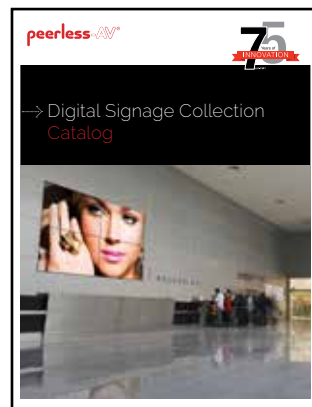 peerless-AV®
75
Years of
INNOVATION
Digital Signage Collection
Catalog